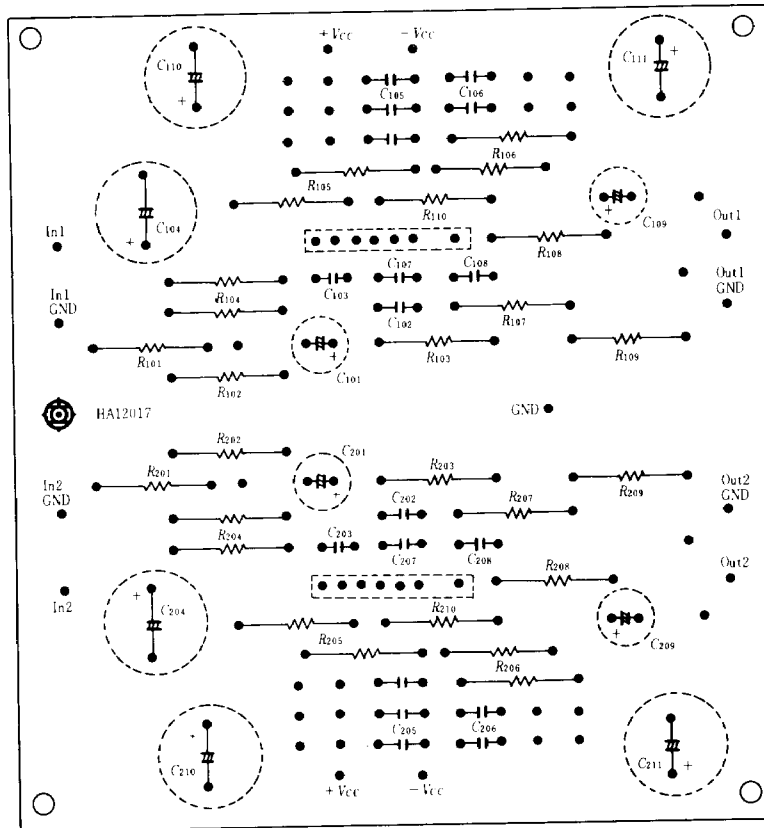 +Vcc −Vcc
C110 C111
+ +
C105 C106
R106
R105 R110
C104 C109
+ +
In1 Out1
R108
C107 C108
In1 GND Out1 GND
R104 C103
C102 R107
R101 R103 R109
+
R102 C101
HA12017 GND
R202
C201
R201 R203
In2 GND R209 Out2 GND
+
C202 R207
R204 C203
C207 C208
R208 Out2
In2
+
C204 R210
R205 + C209
R206
C205 C206
+
C210 C211 +
+Vcc −Vcc